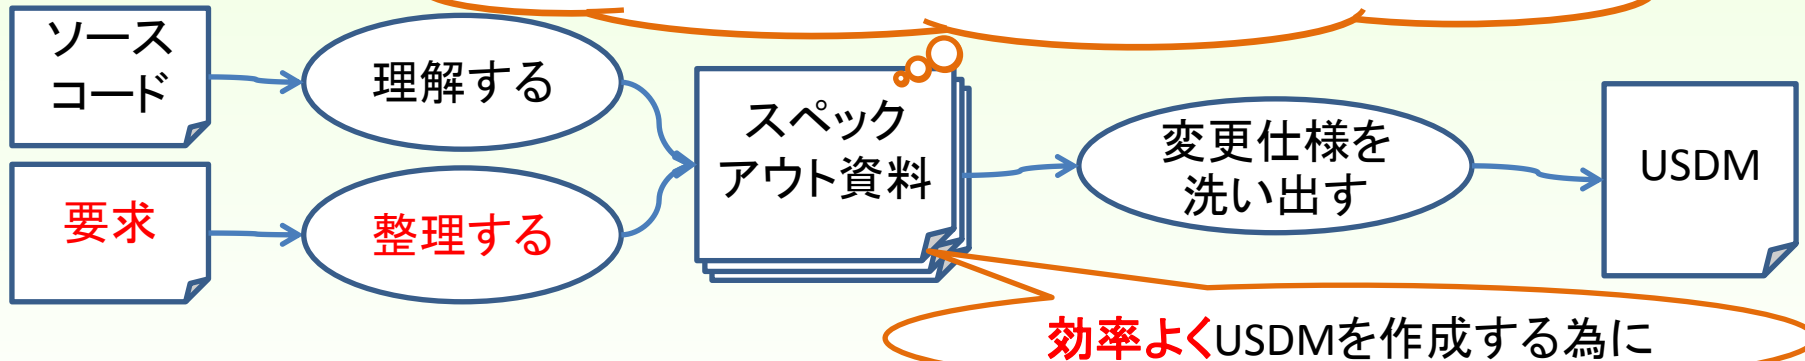 ソース
コード
理解する
要求
整理する
スペック
アウト資料
変更仕様を
洗い出す
USDM
効率よくUSDMを作成する為に